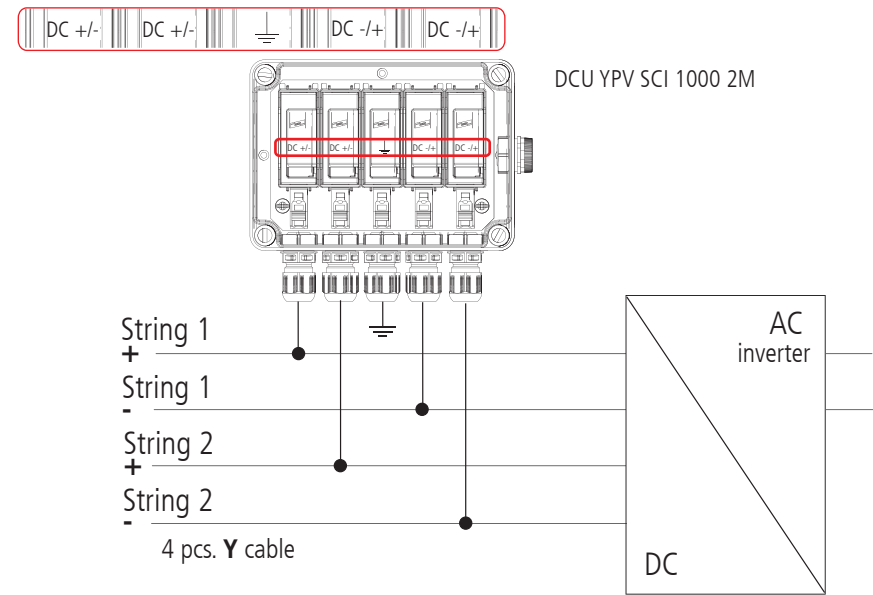 DC +/- DC +/- DC -/+ DC -/+
DCU YPV SCI 1000 2M
DC +/- DC +/- DC -/+ DC -/+
String 1
+
String 1
-
String 2
+
String 2
-
4 pcs. Y cable
AC
inverter
DC